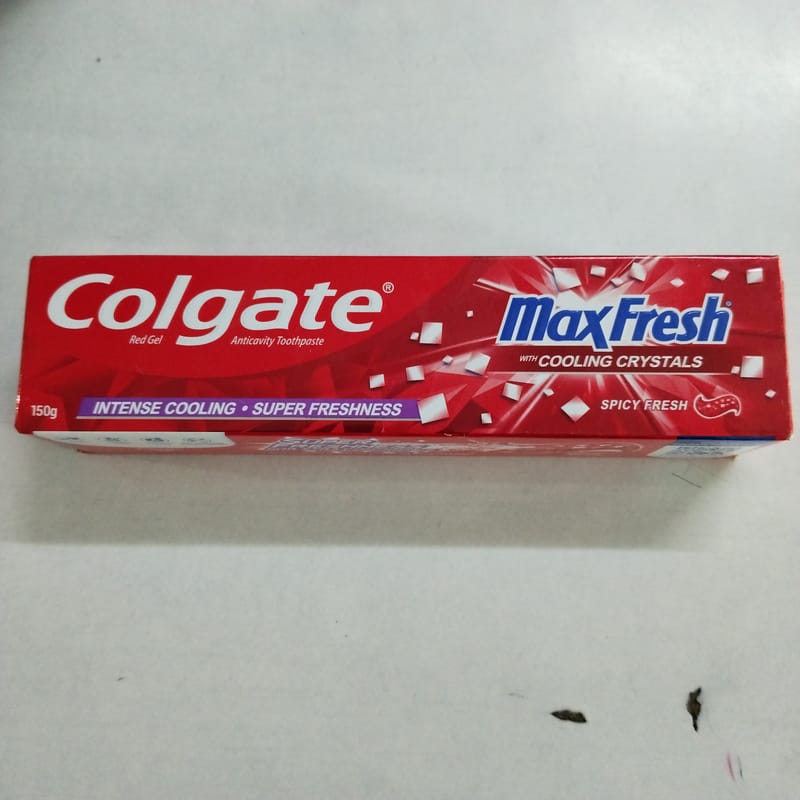 Colgate®
Red Gel Anticavity Toothpaste
150g
INTENSE COOLING • SUPER FRESHNESS
MaxFresh®
WITH COOLING CRYSTALS
SPICY FRESH